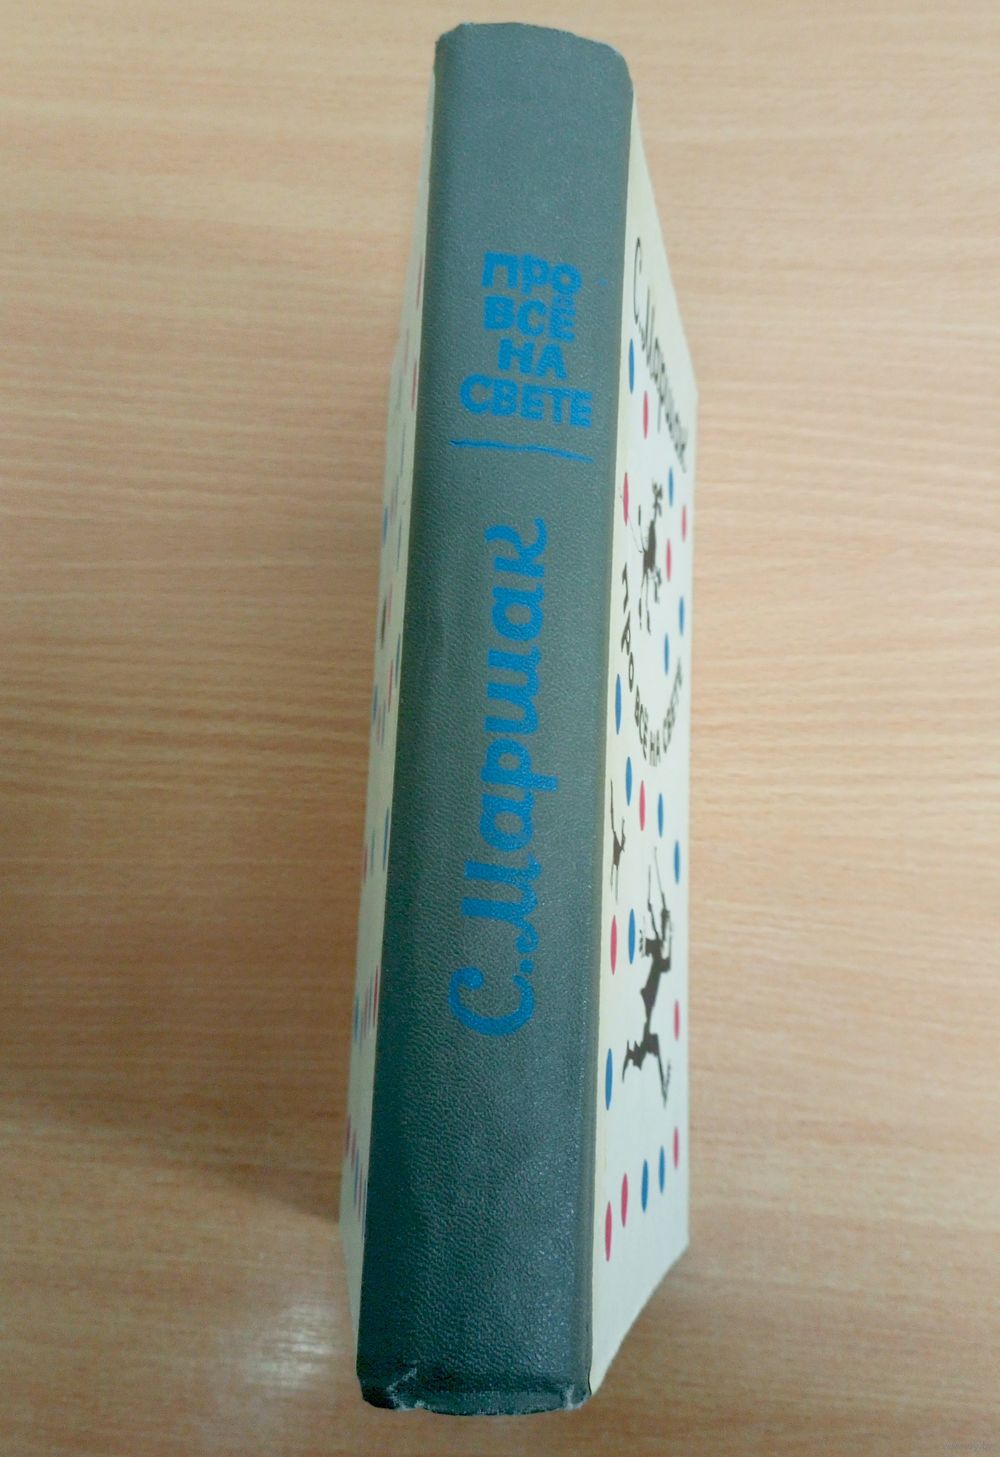 ПРО
ВСЁ
НА
СВЕТЕ
С. Маршак
С. Маршак
ПРО ВСЁ НА СВЕТЕ